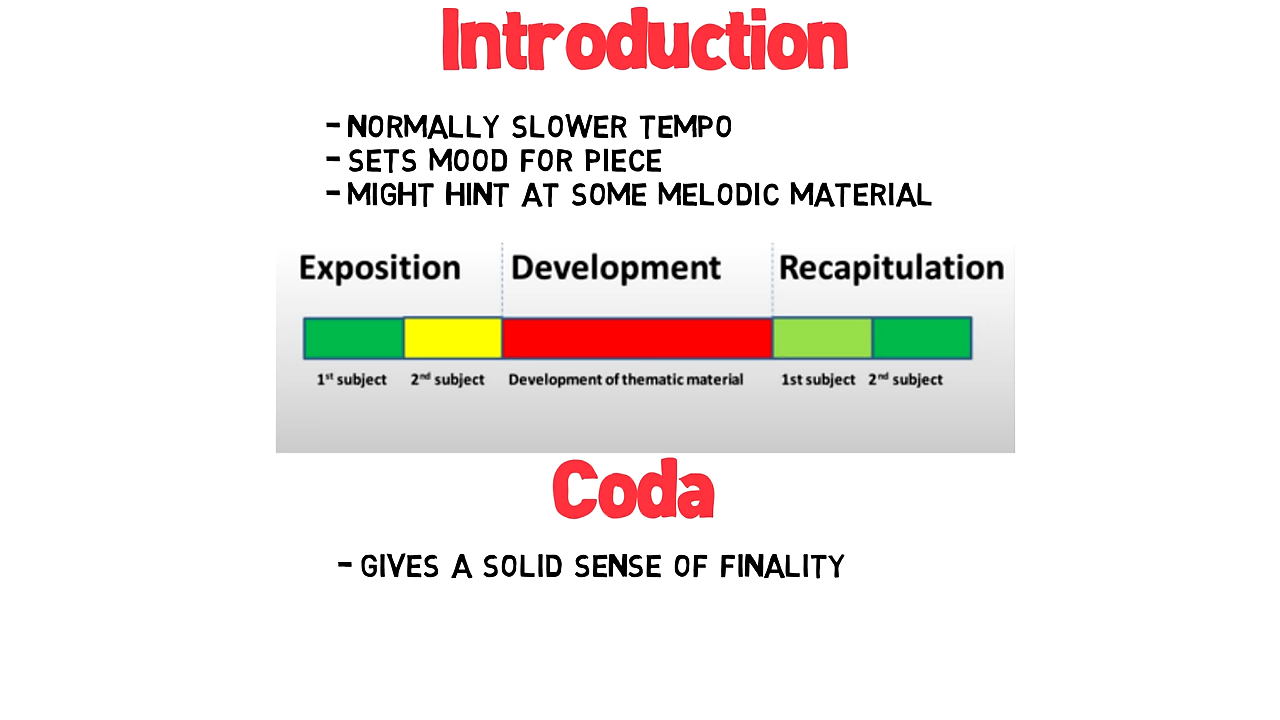 Introduction
- NORMALLY SLOWER TEMPO
- SETS MOOD FOR PIECE
- MIGHT HINT AT SOME MELODIC MATERIAL
Exposition Development Recapitulation
1st subject 2nd subject Development of thematic material 1st subject 2nd subject
Coda
- GIVES A SOLID SENSE OF FINALITY